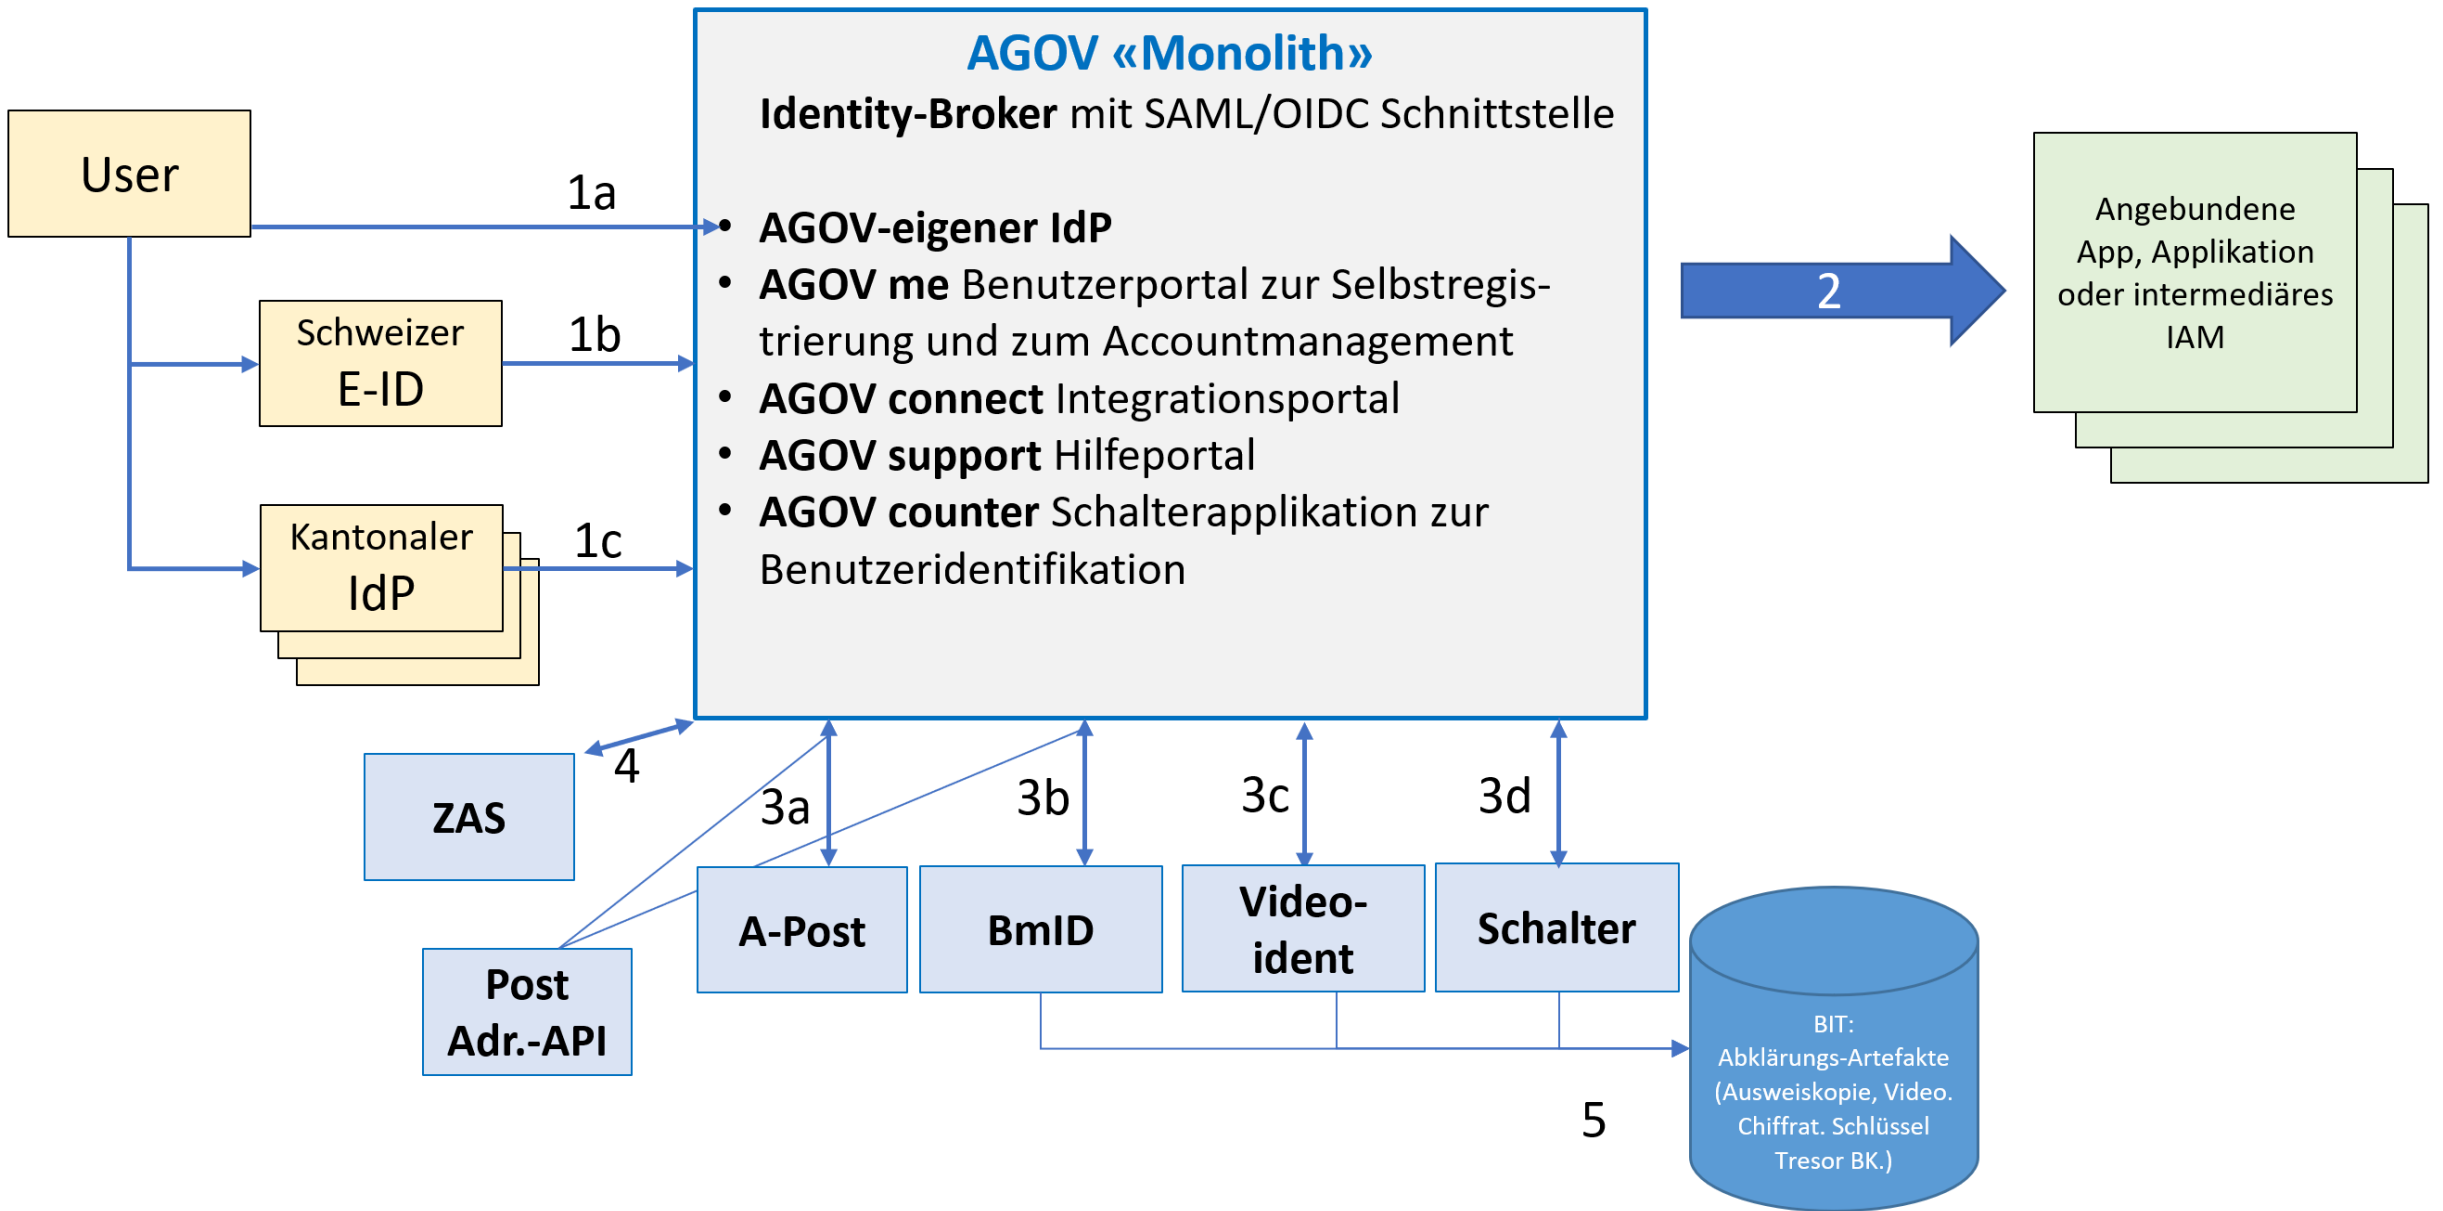 AGOV «Monolith»
Identity-Broker mit SAML/OIDC Schnittstelle
• AGOV-eigener IdP
• AGOV me Benutzerportal zur Selbstregis-
trierung und zum Accountmanagement
• AGOV connect Integrationsportal
• AGOV support Hilfeportal
• AGOV counter Schalterapplikation zur
Benutzeridentifikation
User
1a
Schweizer
E-ID
1b
Kantonaler
IdP
1c
2
Angebundene
App, Applikation
oder intermediäres
IAM
4
ZAS
3a
3b
3c
3d
Post
Adr.-API
A-Post
BmID
Video-
ident
Schalter
5
BIT:
Abklärungs-Artefakte
(Ausweiskopie, Video.
Chiffrat. Schlüssel
Tresor BK.)